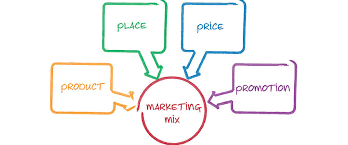 PLACE
PRICE
PRODUCT
PROMOTION
MARKETING
mix